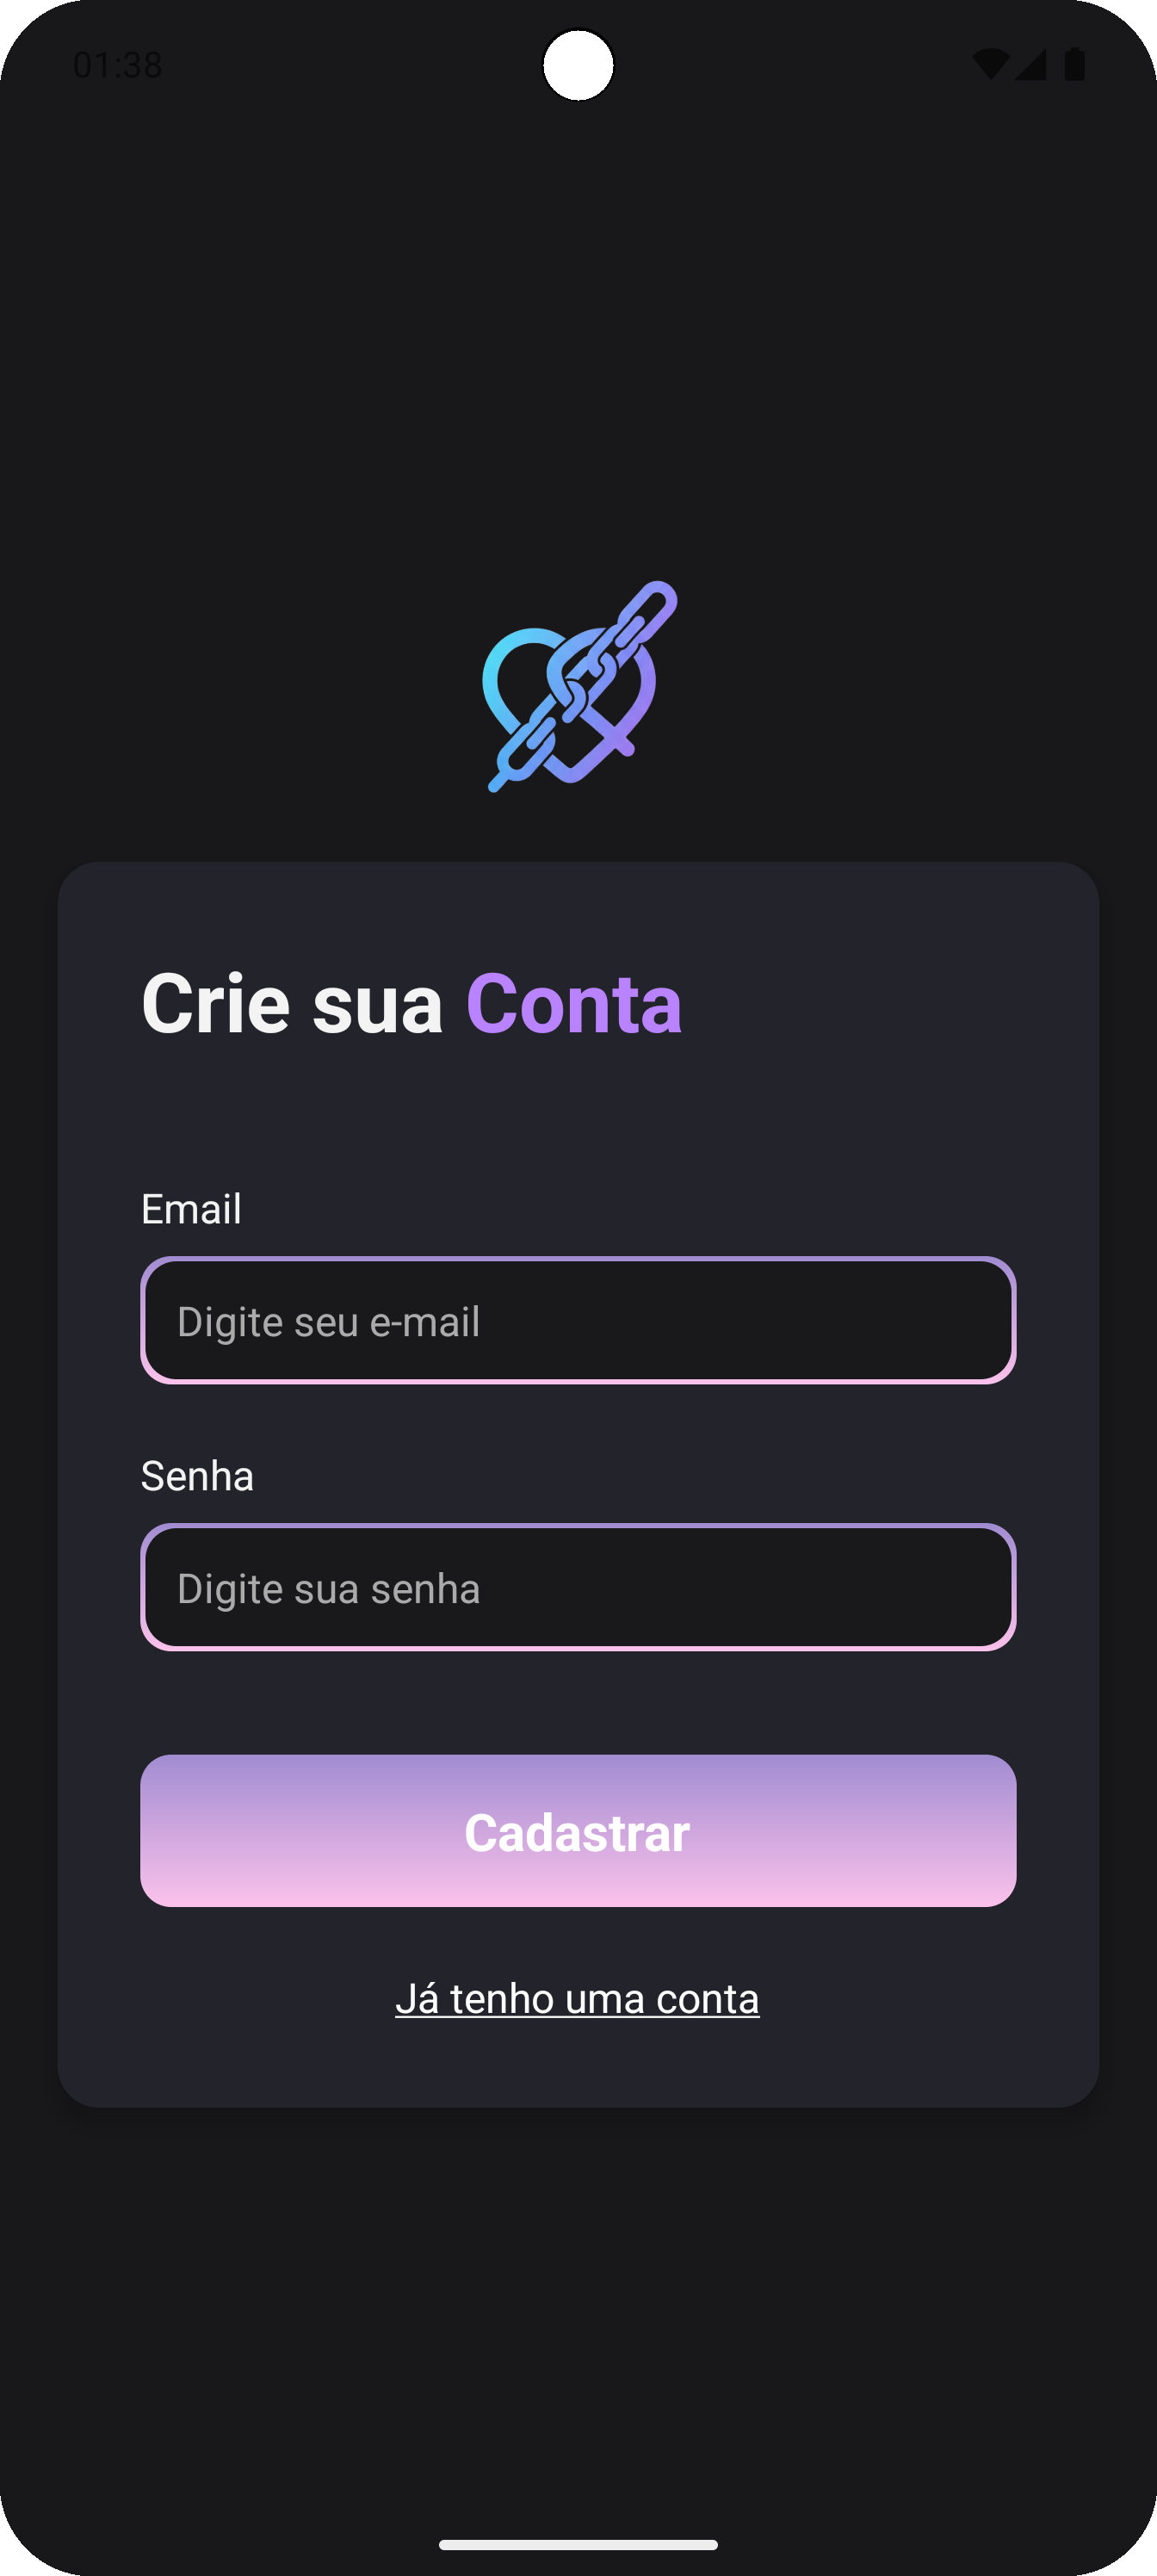 01:38
Crie sua Conta
Email
Digite seu e-mail
Senha
Digite sua senha
Cadastrar
Já tenho uma conta